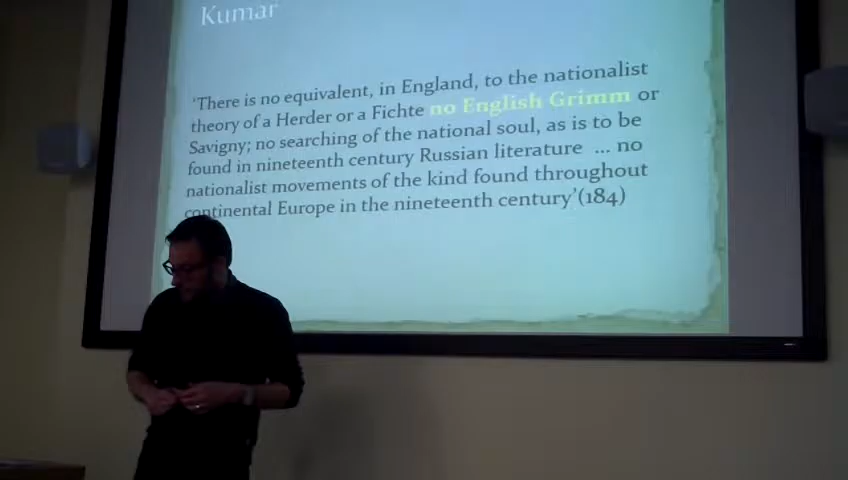 Kumar
‘There is no equivalent, in England, to the nationalist
theory of a Herder or a Fichte no English Grimm or
Savigny; no searching of the national soul, as is to be
found in nineteenth century Russian literature ... no
nationalist movements of the kind found throughout
continental Europe in the nineteenth century’(184)